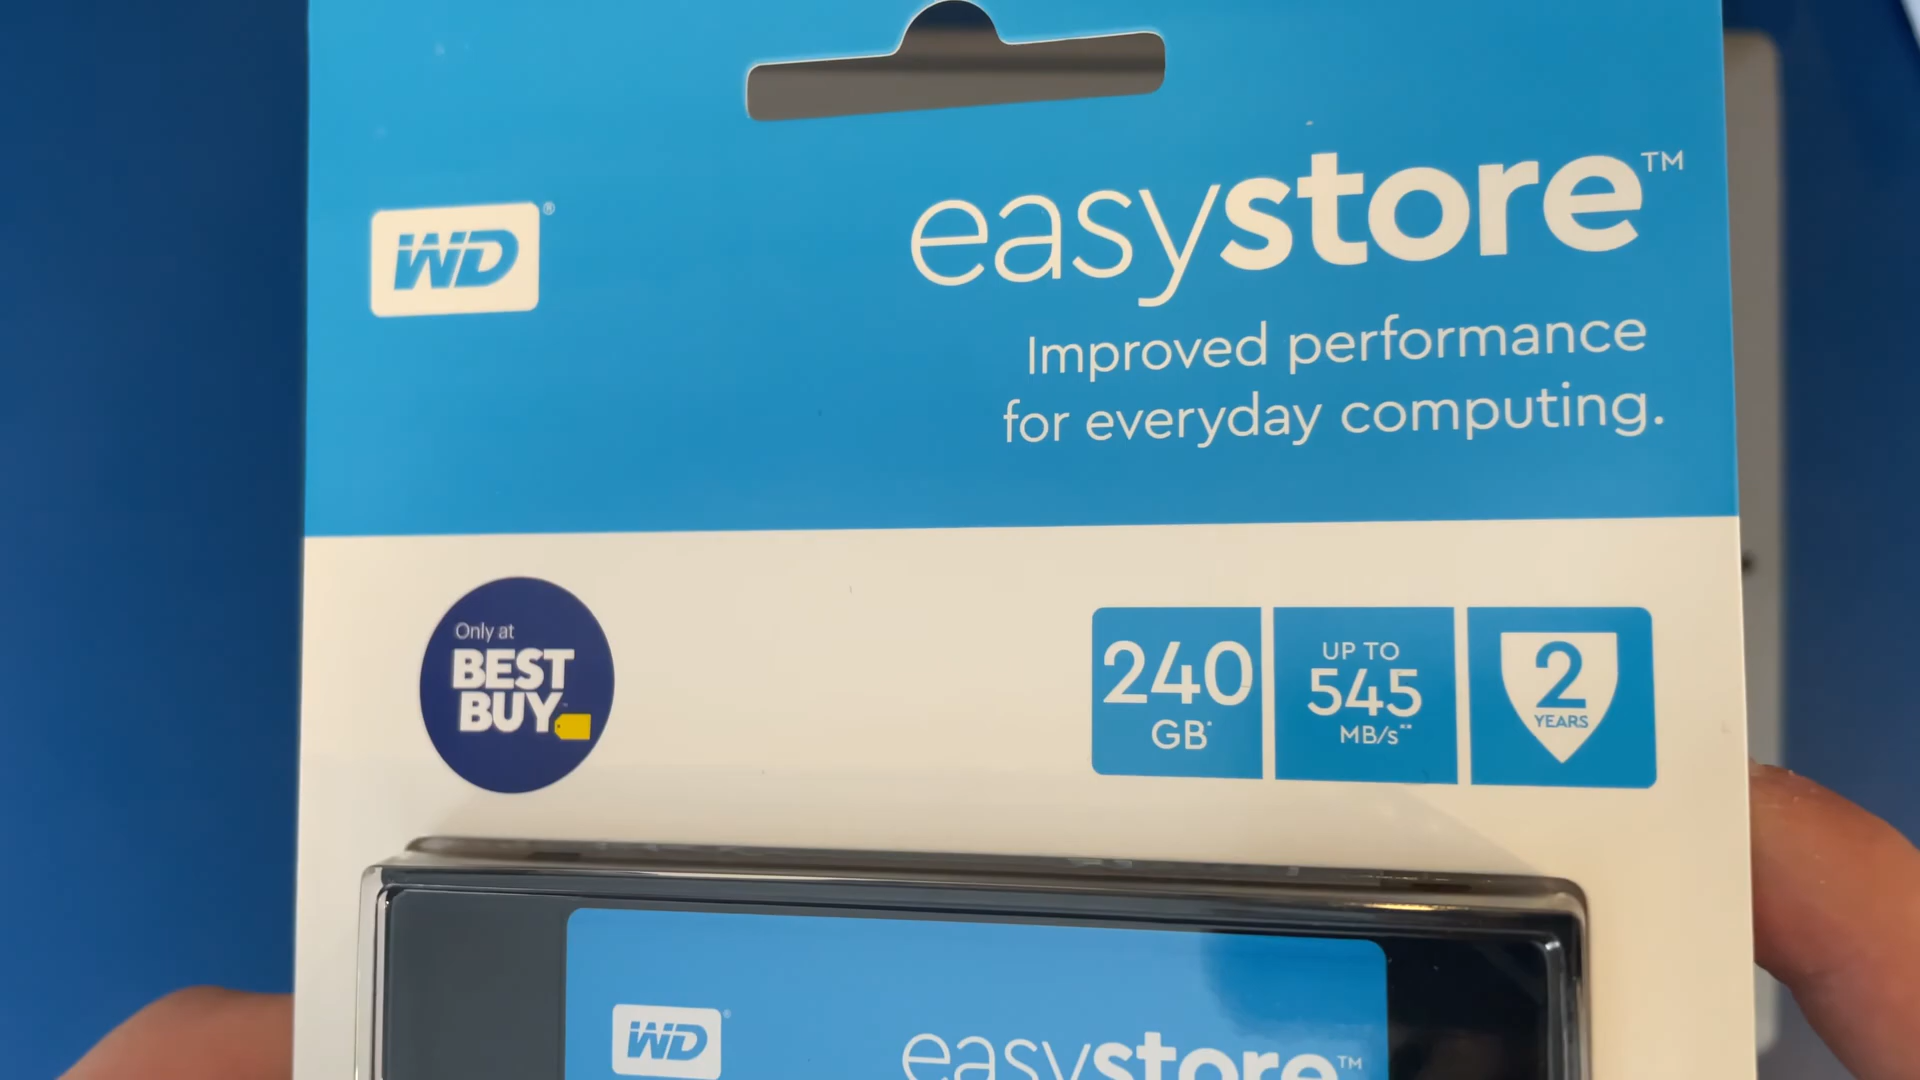 WD®
easystore™
Improved performance
for everyday computing.
Only at
BEST
BUY™
240
GB*
UP TO
545
MB/s**
2
YEARS
WD®
easystore™